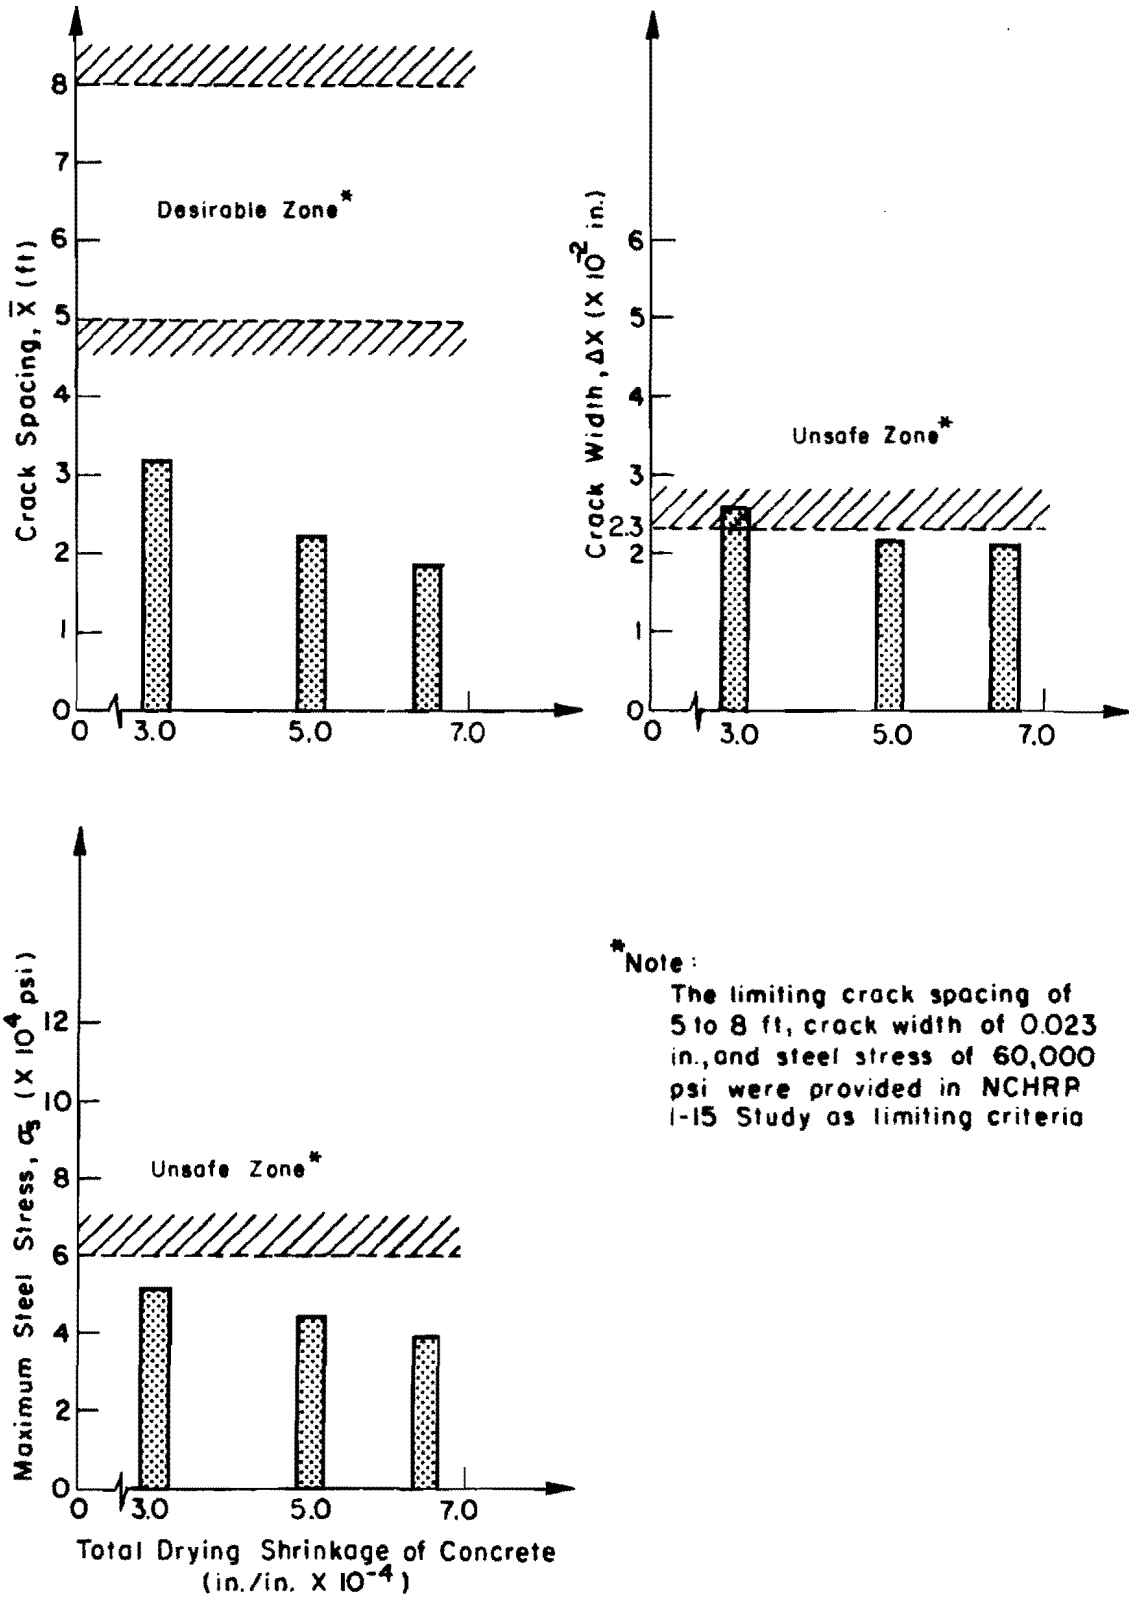 8
7
Desirable Zone*
6
5
4
3
2
1
0
Crack Spacing, X̅ (ft)
0 3.0 5.0 7.0
6
5
4
Unsafe Zone*
3
2.3
2
1
0
Crack Width, ΔX (X 10⁻² in.)
0 3.0 5.0 7.0
12
10
Unsafe Zone*
8
6
4
2
0
Maximum Steel Stress, σs (X 10⁴ psi)
0 3.0 5.0 7.0
Total Drying Shrinkage of Concrete
(in./in. X 10⁻⁴)
*Note:
The limiting crack spacing of
5 to 8 ft, crack width of 0.023
in., and steel stress of 60,000
psi were provided in NCHRP
1-15 Study as limiting criteria